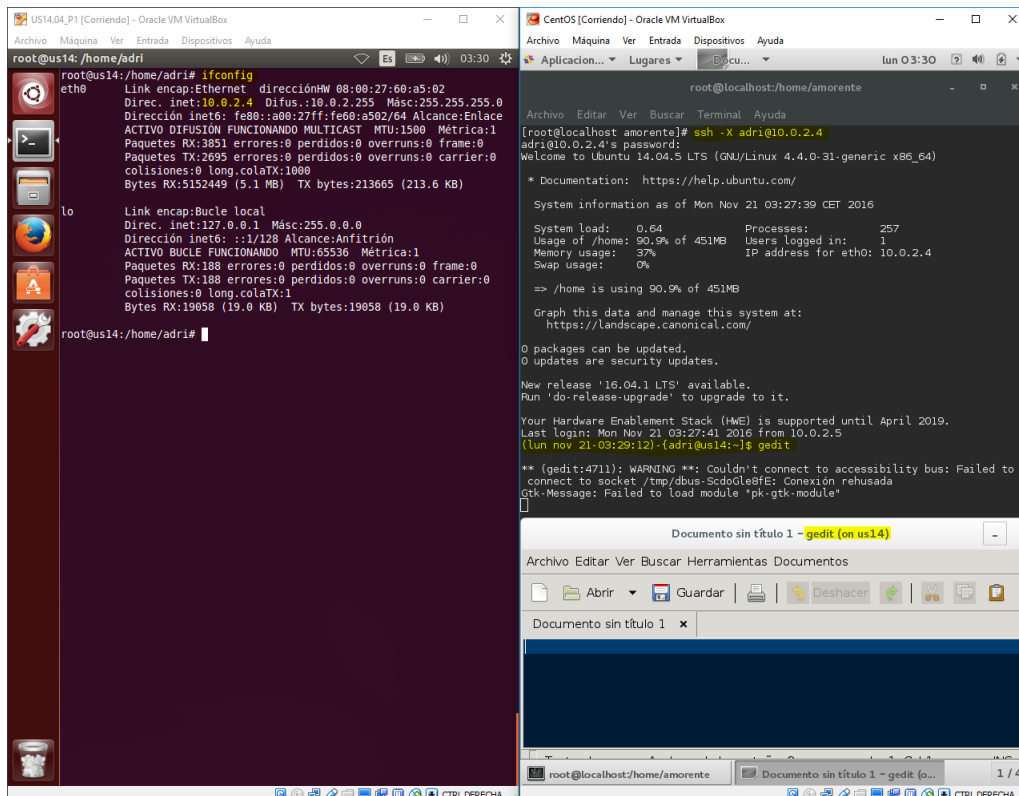 US14.04_P1 [Corriendo] - Oracle VM VirtualBox
Archivo Máquina Ver Entrada Dispositivos Ayuda
root@us14: /home/adri
Es
03:30
root@us14:/home/adri# ifconfig
eth0 Link encap:Ethernet direcciónHW 08:00:27:60:a5:02
Direc. inet:10.0.2.4 Difus.:10.0.2.255 Másc:255.255.255.0
Dirección inet6: fe80::a00:27ff:fe60:a502/64 Alcance:Enlace
ACTIVO DIFUSIÓN FUNCIONANDO MULTICAST MTU:1500 Métrica:1
Paquetes RX:3851 errores:0 perdidos:0 overruns:0 frame:0
Paquetes TX:2695 errores:0 perdidos:0 overruns:0 carrier:0
colisiones:0 long.colaTX:1000
Bytes RX:5152449 (5.1 MB) TX bytes:213665 (213.6 KB)
lo Link encap:Bucle local
Direc. inet:127.0.0.1 Másc:255.0.0.0
Dirección inet6: ::1/128 Alcance:Anfitrión
ACTIVO BUCLE FUNCIONANDO MTU:65536 Métrica:1
Paquetes RX:188 errores:0 perdidos:0 overruns:0 frame:0
Paquetes TX:188 errores:0 perdidos:0 overruns:0 carrier:0
colisiones:0 long.colaTX:1
Bytes RX:19058 (19.0 KB) TX bytes:19058 (19.0 KB)
root@us14:/home/adri#
CTRL DERECHA
CentOS [Corriendo] - Oracle VM VirtualBox
Archivo Máquina Ver Entrada Dispositivos Ayuda
Aplicacion... Lugares Docu... lun 03:30
root@localhost:/home/amorente
Archivo Editar Ver Buscar Terminal Ayuda
[root@localhost amorente]# ssh -X adri@10.0.2.4
adri@10.0.2.4's password:
Welcome to Ubuntu 14.04.5 LTS (GNU/Linux 4.4.0-31-generic x86_64)
* Documentation: https://help.ubuntu.com/
System information as of Mon Nov 21 03:27:39 CET 2016
System load: 0.64 Processes: 257
Usage of /home: 90.9% of 451MB Users logged in: 1
Memory usage: 37% IP address for eth0: 10.0.2.4
Swap usage: 0%
=> /home is using 90.9% of 451MB
Graph this data and manage this system at:
https://landscape.canonical.com/
0 packages can be updated.
0 updates are security updates.
New release '16.04.1 LTS' available.
Run 'do-release-upgrade' to upgrade to it.
Your Hardware Enablement Stack (HWE) is supported until April 2019.
Last login: Mon Nov 21 03:27:41 2016 from 10.0.2.5
(lun nov 21-03:29:12)-{adri@us14:~]$ gedit
** (gedit:4711): WARNING **: Couldn't connect to accessibility bus: Failed to
connect to socket /tmp/dbus-ScdoGle8fE: Conexión rehusada
Gtk-Message: Failed to load module "pk-gtk-module"
Documento sin título 1 - gedit (on us14)
Archivo Editar Ver Buscar Herramientas Documentos
Abrir Guardar Deshacer
Documento sin título 1
root@localhost:/home/amorente
Documento sin título 1 - gedit (o...
1 / 4
CTRL DERECHA